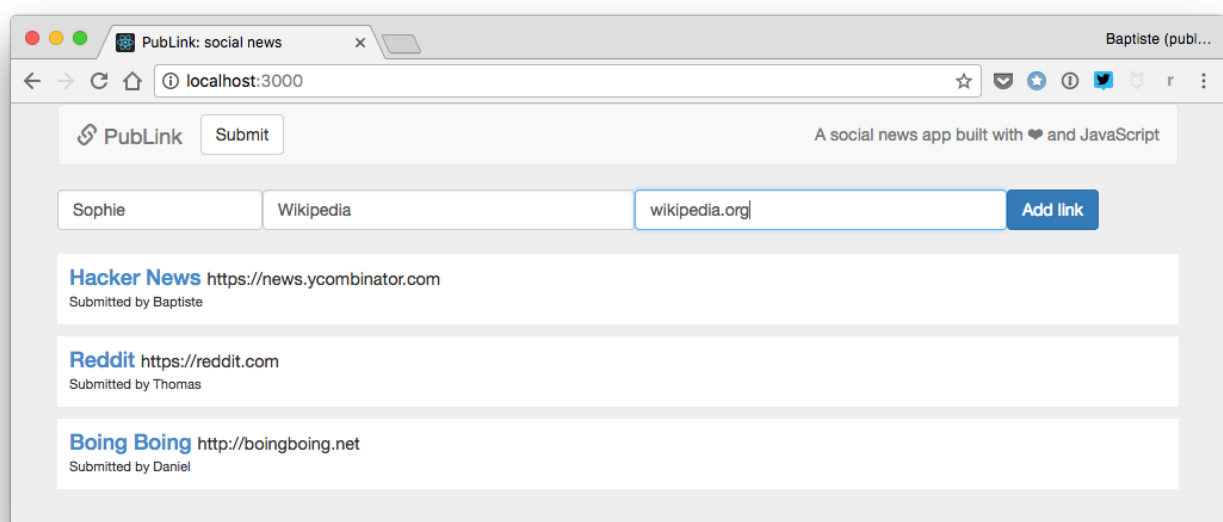 PubLink: social news
Baptiste (publ...
localhost:3000
r
PubLink Submit A social news app built with ❤ and JavaScript
Sophie Wikipedia wikipedia.org Add link
Hacker News https://news.ycombinator.com
Submitted by Baptiste
Reddit https://reddit.com
Submitted by Thomas
Boing Boing http://boingboing.net
Submitted by Daniel